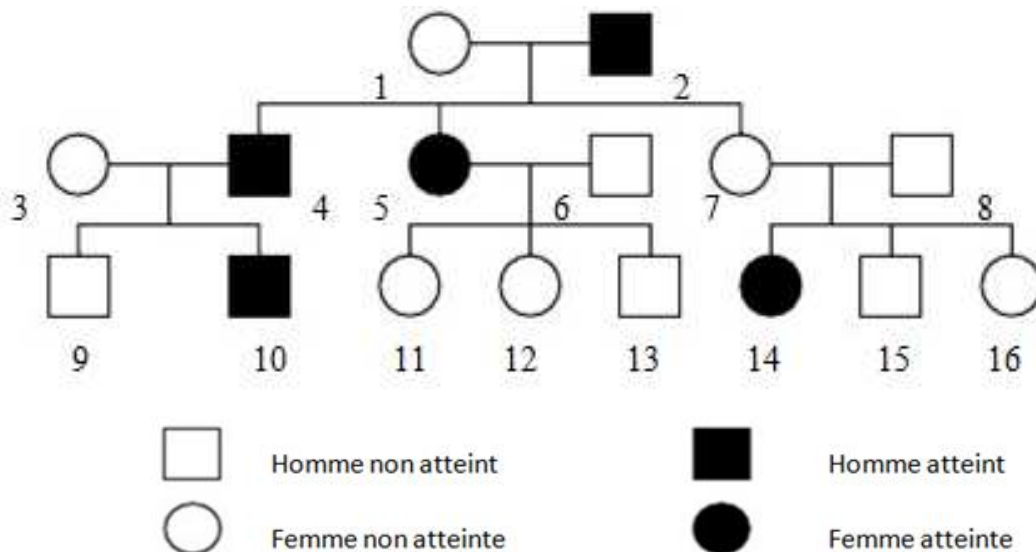 1 2
3 4 5 6 7 8
9 10 11 12 13 14 15 16
Homme non atteint Homme atteint
Femme non atteinte Femme atteinte